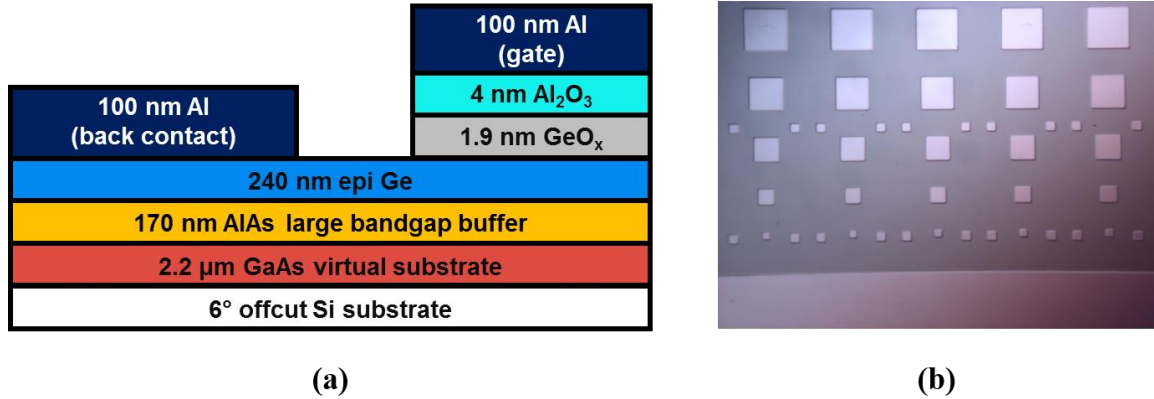 100 nm Al
(gate)
4 nm Al₂O₃
1.9 nm GeOₓ
100 nm Al
(back contact)
240 nm epi Ge
170 nm AlAs large bandgap buffer
2.2 µm GaAs virtual substrate
6° offcut Si substrate
(a)
(b)